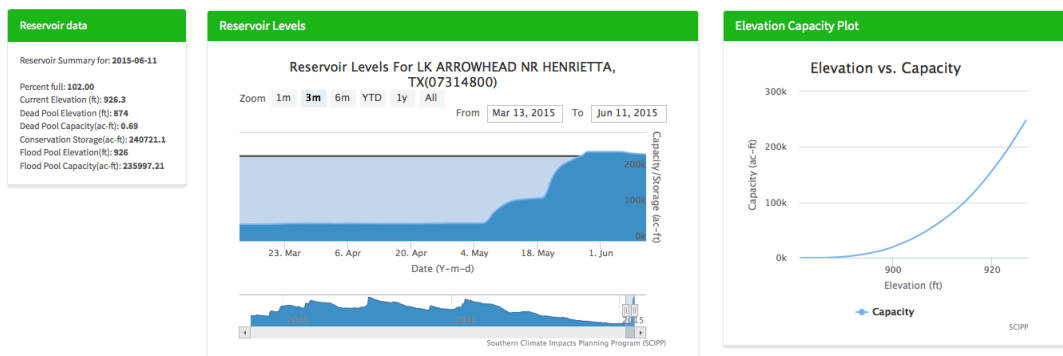 Reservoir data
Reservoir Summary for: 2015-06-11
Percent full: 102.00
Current Elevation (ft): 926.3
Dead Pool Elevation (ft): 874
Dead Pool Capacity(ac-ft): 0.69
Conservation Storage(ac-ft): 240721.1
Flood Pool Elevation(ft): 926
Flood Pool Capacity(ac-ft): 235997.21
Reservoir Levels
Reservoir Levels For LK ARROWHEAD NR HENRIETTA,
TX(07314800)
Zoom 1m 3m 6m YTD 1y All
From Mar 13, 2015 To Jun 11, 2015
200k
100k
0k
Capacity/Storage (ac-ft)
23. Mar 6. Apr 20. Apr 4. May 18. May 1. Jun
Date (Y-m-d)
2005 2010 2015
Southern Climate Impacts Planning Program (SCIPP)
Elevation Capacity Plot
Elevation vs. Capacity
300k
200k
100k
0k
Capacity (ac-ft)
900 920
Elevation (ft)
Capacity
SCIPP